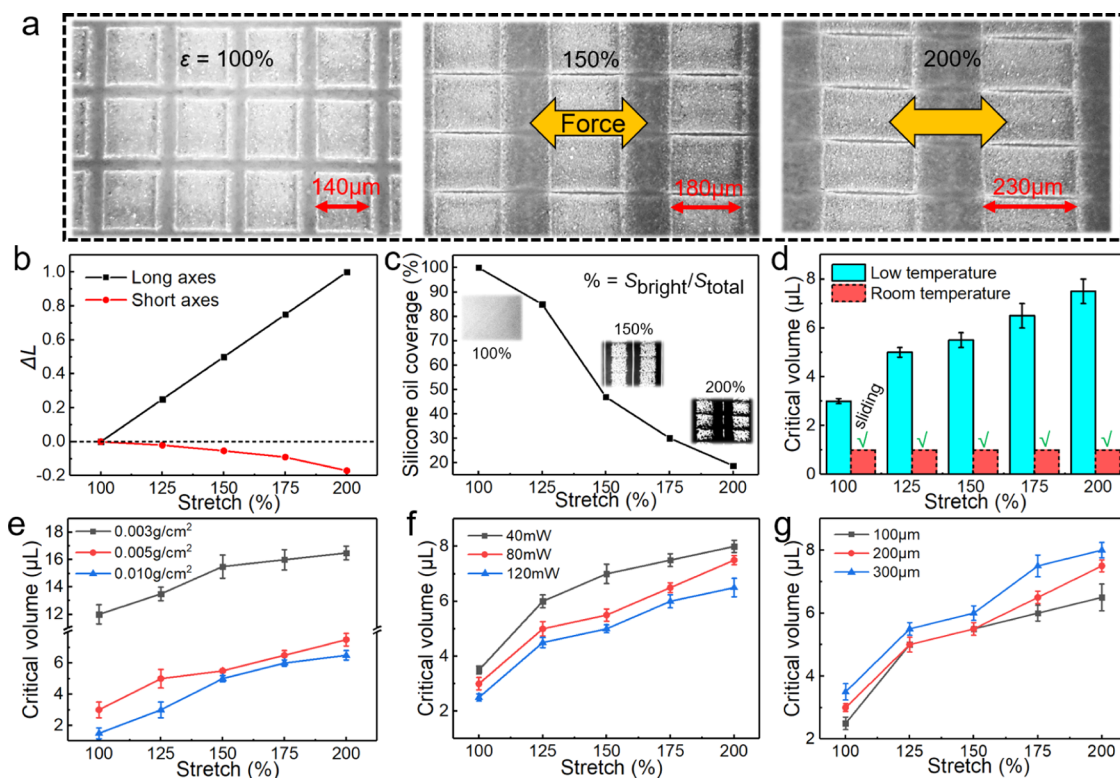 a
ε = 100%
150%
200%
Force
140μm
180μm
230μm
b
1.0
0.8
0.6
0.4
0.2
0.0
-0.2
ΔL
Long axes
Short axes
100 125 150 175 200
Stretch (%)
c
100
90
80
70
60
50
40
30
20
Silicone oil coverage (%)
% = Sbright/Stotal
100%
150%
200%
100 125 150 175 200
Stretch (%)
d
8
6
4
2
0
Critical volume (μL)
Low temperature
Room temperature
sliding
√ √ √ √ √
100 125 150 175 200
Stretch (%)
e
18
16
14
12
6
4
2
Critical volume (μL)
0.003g/cm2
0.005g/cm2
0.010g/cm2
100 125 150 175 200
Stretch (%)
f
8
6
4
2
Critical volume (μL)
40mW
80mW
120mW
100 125 150 175 200
Stretch (%)
g
8
6
4
2
Critical volume (μL)
100μm
200μm
300μm
100 125 150 175 200
Stretch (%)